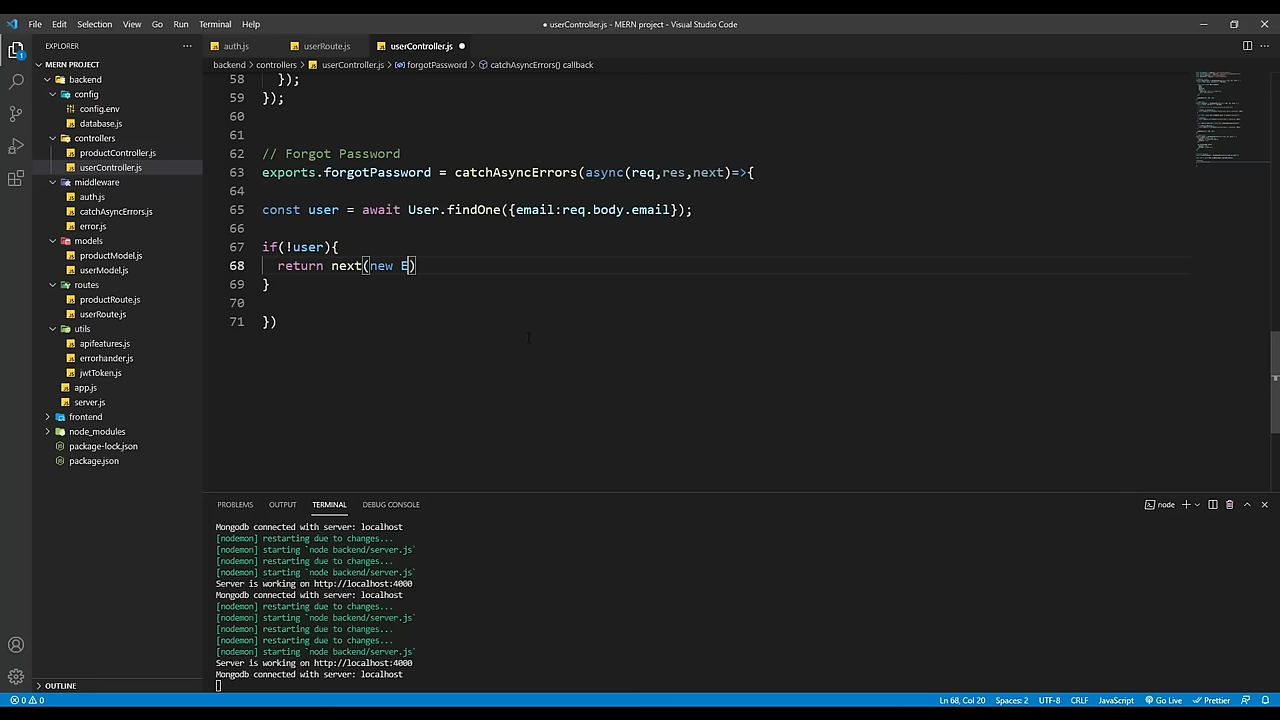 File Edit Selection View Go Run Terminal Help
● userController.js - MERN project - Visual Studio Code
EXPLORER
auth.js
userRoute.js
userController.js ●
MERN PROJECT
backend > controllers > userController.js > forgotPassword > catchAsyncErrors() callback
backend
config
config.env
database.js
controllers
productController.js
userController.js
middleware
auth.js
catchAsyncErrors.js
error.js
models
productModel.js
userModel.js
routes
productRoute.js
userRoute.js
utils
apifeatures.js
errorhander.js
jwtToken.js
app.js
server.js
frontend
node_modules
package-lock.json
package.json
OUTLINE
1
58 });
59 });
60
61
62 // Forgot Password
63 exports.forgotPassword = catchAsyncErrors(async(req,res,next)=>{
64
65 const user = await User.findOne({email:req.body.email});
66
67 if(!user){
68 return next(new E)
69 }
70
71 })
PROBLEMS OUTPUT TERMINAL DEBUG CONSOLE
node
Mongodb connected with server: localhost
[nodemon] restarting due to changes...
[nodemon] starting `node backend/server.js`
[nodemon] restarting due to changes...
[nodemon] starting `node backend/server.js`
Server is working on http://localhost:4000
Mongodb connected with server: localhost
[nodemon] restarting due to changes...
[nodemon] starting `node backend/server.js`
[nodemon] restarting due to changes...
[nodemon] restarting due to changes...
[nodemon] starting `node backend/server.js`
Server is working on http://localhost:4000
Mongodb connected with server: localhost
0 0
Ln 68, Col 20 Spaces: 2 UTF-8 CRLF JavaScript Go Live Prettier